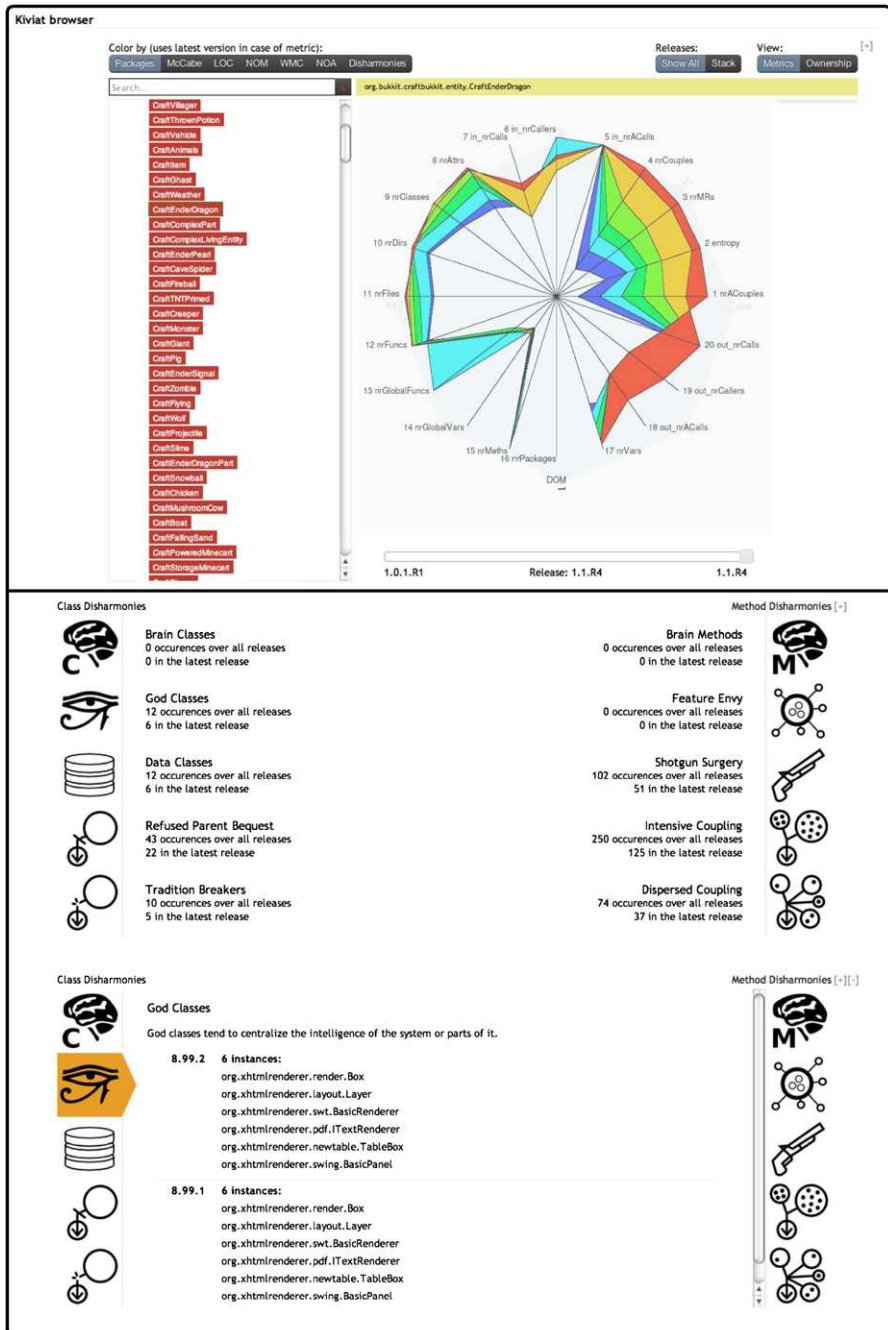 Kiviat browser
Color by (uses latest version in case of metric):
Releases:
View:
[+]
Packages McCabe LOC NOM WMC NOA Disharmonies
Show All Stack
Metrics Ownership
Search...
org.bukkit.craftbukkit.entity.CraftEnderDragon
CraftVillager
CraftThrownPotion
CraftVehicle
CraftAnimals
CraftItem
CraftGhast
CraftWeather
CraftEnderDragon
CraftComplexPart
CraftComplexLivingEntity
CraftEnderPearl
CraftCaveSpider
CraftFireball
CraftTNTPrimed
CraftCreeper
CraftMonster
CraftGiant
CraftPig
CraftEnderSignal
CraftZombie
CraftFlying
CraftWolf
CraftProjectile
CraftSlime
CraftEnderDragonPart
CraftSnowball
CraftChicken
CraftMushroomCow
CraftBoat
CraftFallingSand
CraftPoweredMinecart
CraftStorageMinecart
6 in_nrCallers
5 in_nrACalls
7 in_nrCalls
4 nrCouples
8 nrAttrs
3 nrMRs
9 nrClasses
2 entropy
10 nrDirs
1 nrACouples
11 nrFiles
20 out_nrCalls
12 nrFuncs
19 out_nrCallers
13 nrGlobalFuncs
18 out_nrACalls
14 nrGlobalVars
17 nrVars
15 nrMeths
16 nrPackages
DOM
1.0.1.R1
Release: 1.1.R4
1.1.R4
Class Disharmonies
Method Disharmonies [+]
C
Brain Classes
0 occurences over all releases
0 in the latest release
Brain Methods
0 occurences over all releases
0 in the latest release
M
God Classes
12 occurences over all releases
6 in the latest release
Feature Envy
0 occurences over all releases
0 in the latest release
Data Classes
12 occurences over all releases
6 in the latest release
Shotgun Surgery
102 occurences over all releases
51 in the latest release
Refused Parent Bequest
43 occurences over all releases
22 in the latest release
Intensive Coupling
250 occurences over all releases
125 in the latest release
Tradition Breakers
10 occurences over all releases
5 in the latest release
Dispersed Coupling
74 occurences over all releases
37 in the latest release
Class Disharmonies
Method Disharmonies [+][-]
C
M
God Classes
God classes tend to centralize the intelligence of the system or parts of it.
8.99.2 6 instances:
org.xhtmlrenderer.render.Box
org.xhtmlrenderer.layout.Layer
org.xhtmlrenderer.swt.BasicRenderer
org.xhtmlrenderer.pdf.ITextRenderer
org.xhtmlrenderer.newtable.TableBox
org.xhtmlrenderer.swing.BasicPanel
8.99.1 6 instances:
org.xhtmlrenderer.render.Box
org.xhtmlrenderer.layout.Layer
org.xhtmlrenderer.swt.BasicRenderer
org.xhtmlrenderer.pdf.ITextRenderer
org.xhtmlrenderer.newtable.TableBox
org.xhtmlrenderer.swing.BasicPanel